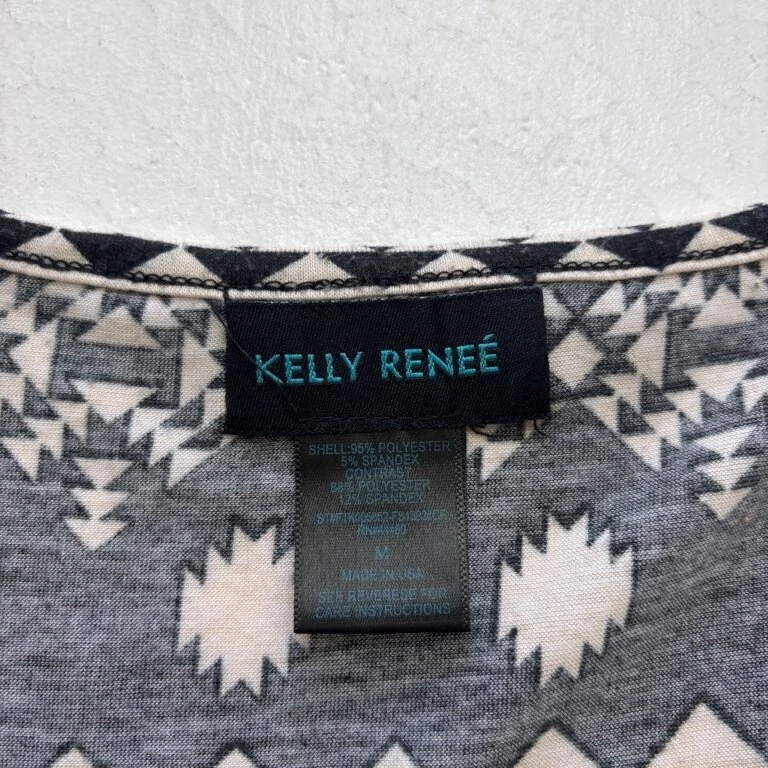 KELLY RENEÉ
SHELL:95% POLYESTER
5% SPANDEX
CONTRAST
88% POLYESTER
12% SPANDEX
M
MADE IN USA
SEE REVERESE FOR
CARE INSTRUCTIONS